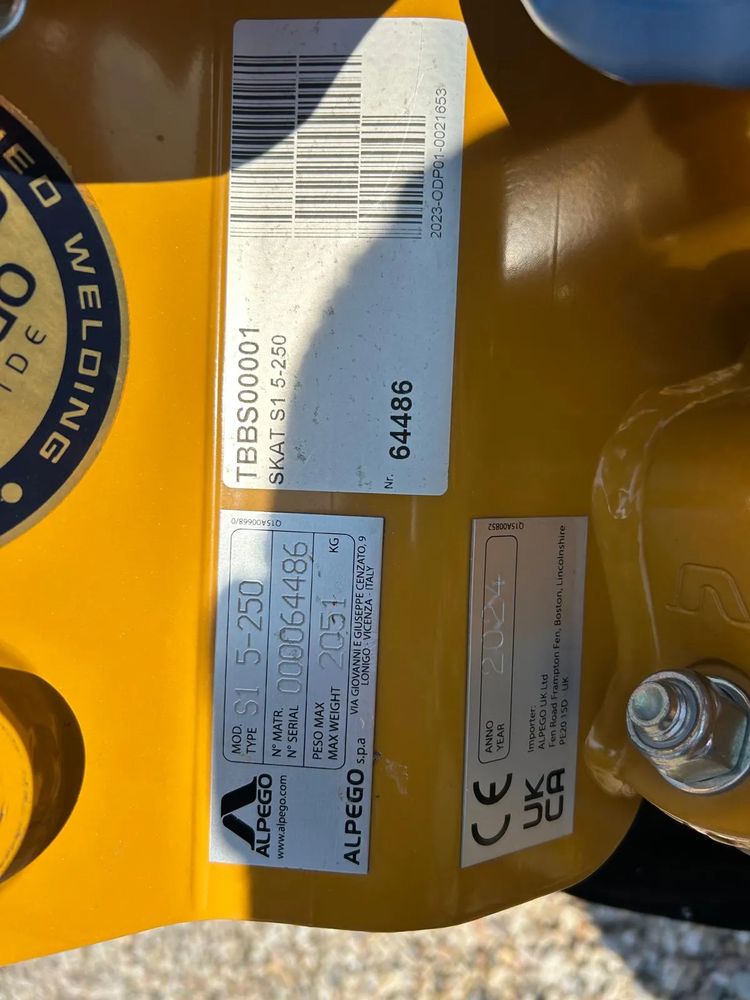 2023-ODP01-0021653
TBBS00001
SKAT S1 5-250
Nr. 64486
WELDING
Q15A00668/0
MOD.
TYPE
S1 5-250
N° MATR.
N° SERIAL
000064486
PESO MAX
MAX WEIGHT
2051
KG
ALPEGO
www.alpego.com
ALPEGO s.p.a - VIA GIOVANNI E GIUSEPPE CENZATO, 9
LONIGO - VICENZA - ITALY
Q15A00852
ANNO
YEAR
2024
CE
UK
CA
Importer:
ALPEGO UK Ltd
Fen Road Frampton Fen, Boston, Lincolnshire
PE20 1SD - UK